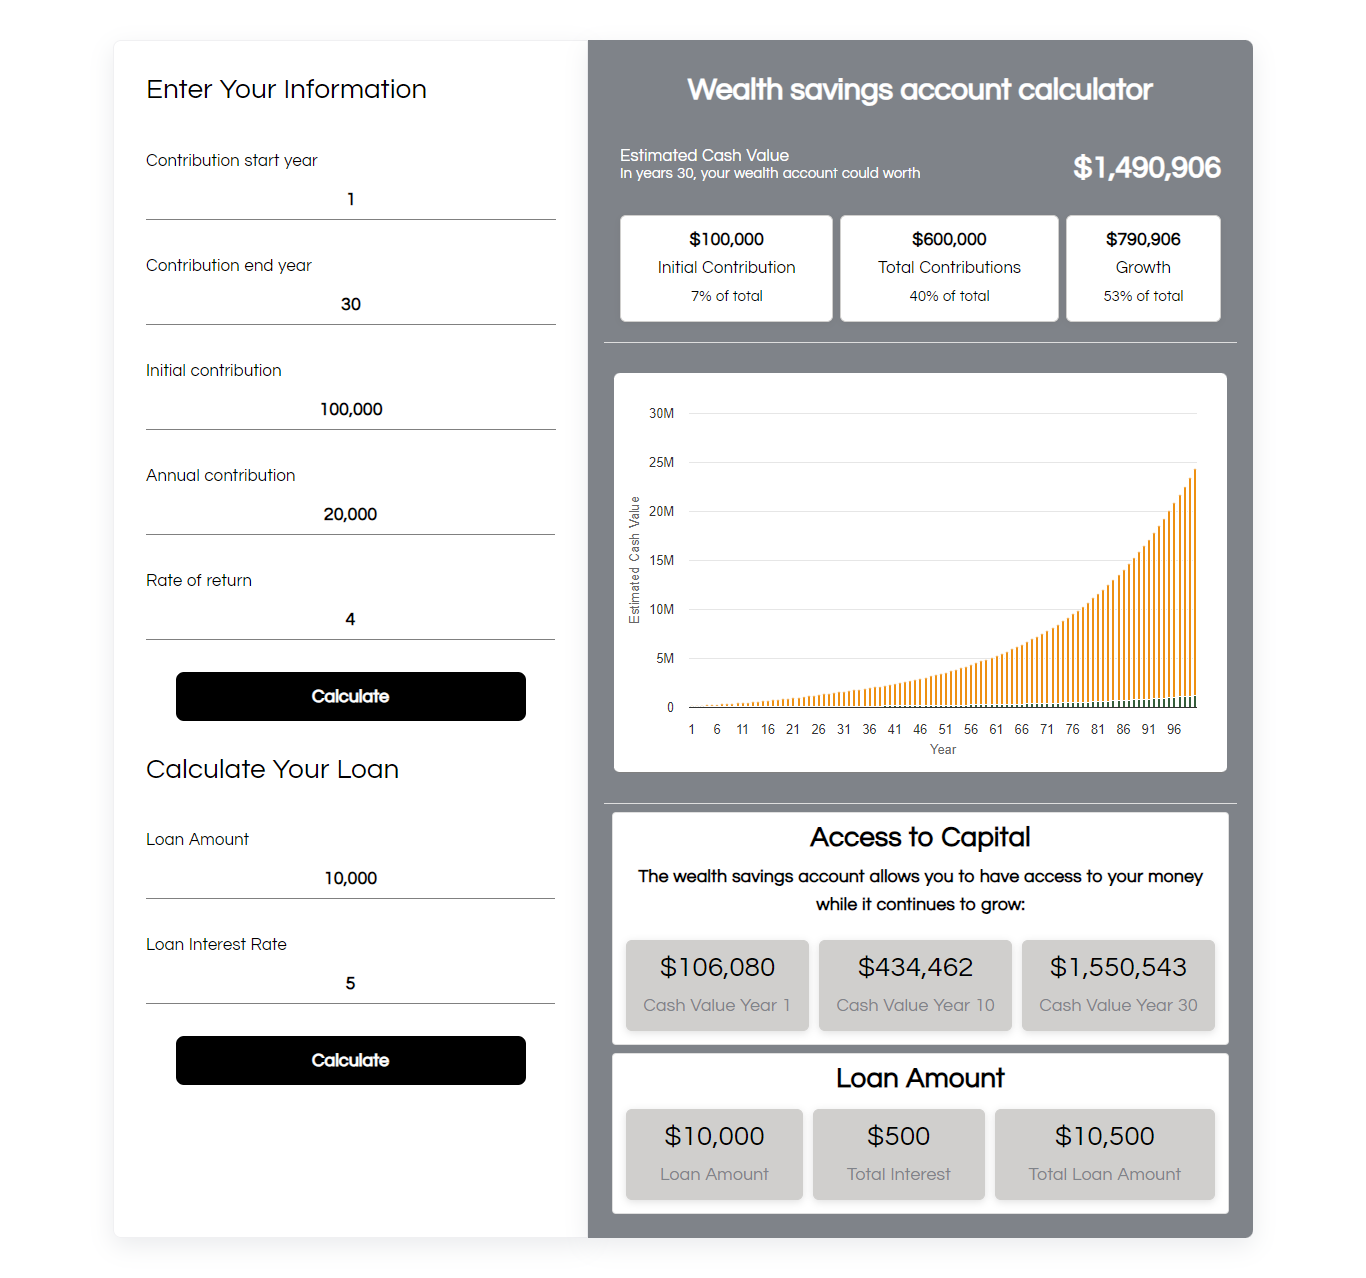 Enter Your Information
Contribution start year
1
Contribution end year
30
Initial contribution
100,000
Annual contribution
20,000
Rate of return
4
Calculate
Calculate Your Loan
Loan Amount
10,000
Loan Interest Rate
5
Calculate
Wealth savings account calculator
Estimated Cash Value
In years 30, your wealth account could worth
$1,490,906
$100,000
Initial Contribution
7% of total
$600,000
Total Contributions
40% of total
$790,906
Growth
53% of total
30M
25M
20M
15M
10M
5M
0
Estimated Cash Value
1 6 11 16 21 26 31 36 41 46 51 56 61 66 71 76 81 86 91 96
Year
Access to Capital
The wealth savings account allows you to have access to your money
while it continues to grow:
$106,080
Cash Value Year 1
$434,462
Cash Value Year 10
$1,550,543
Cash Value Year 30
Loan Amount
$10,000
Loan Amount
$500
Total Interest
$10,500
Total Loan Amount